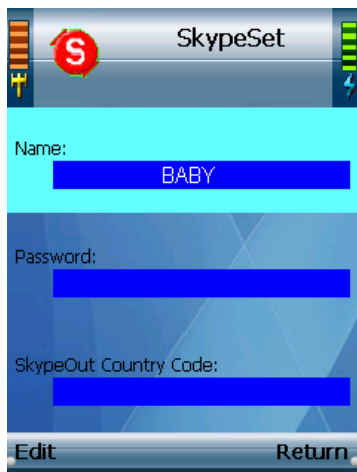 S
SkypeSet
Name:
BABY
Password:
SkypeOut Country Code:
Edit
Return